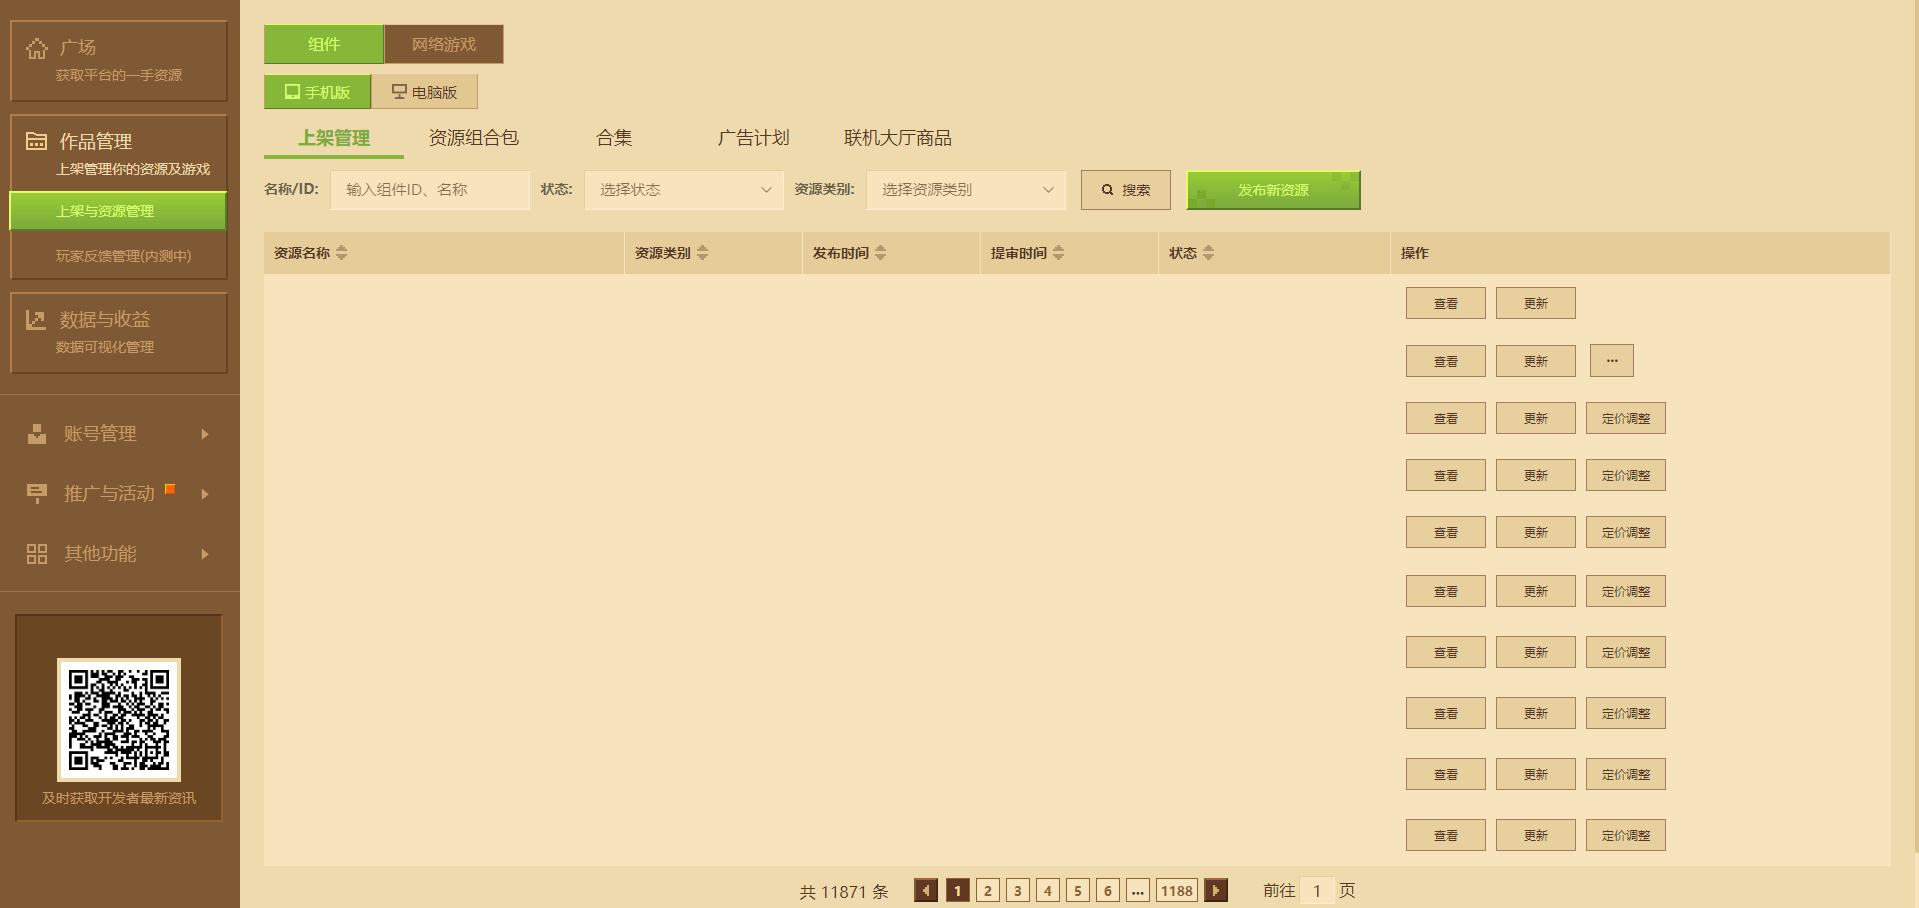 广场
获取平台的一手资源
作品管理
上架管理你的资源及游戏
上架与资源管理
玩家反馈管理(内测中)
数据与收益
数据可视化管理
账号管理
推广与活动
其他功能
及时获取开发者最新资讯
组件 网络游戏
手机版 电脑版
上架管理 资源组合包 合集 广告计划 联机大厅商品
名称/ID: 输入组件ID、名称 状态: 选择状态 资源类别: 选择资源类别 搜索 发布新资源
资源名称 资源类别 发布时间 提审时间 状态 操作
查看 更新
查看 更新 ...
查看 更新 定价调整
查看 更新 定价调整
查看 更新 定价调整
查看 更新 定价调整
查看 更新 定价调整
查看 更新 定价调整
查看 更新 定价调整
查看 更新 定价调整
共 11871 条 1 2 3 4 5 6 ... 1188 前往 1 页